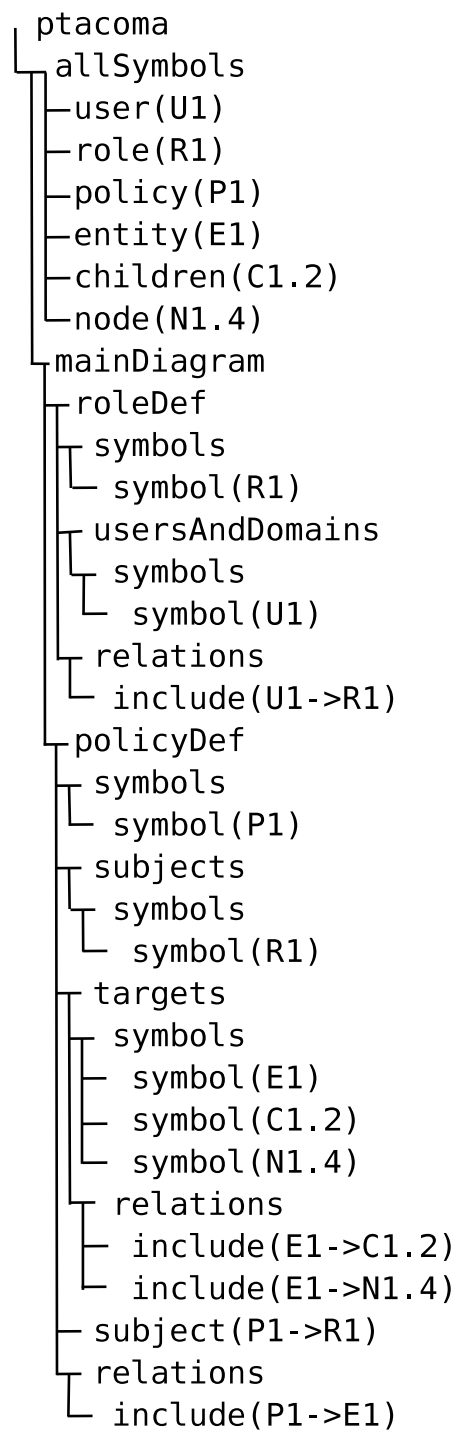 ptacoma
allSymbols
user(U1)
role(R1)
policy(P1)
entity(E1)
children(C1.2)
node(N1.4)
mainDiagram
roleDef
symbols
symbol(R1)
usersAndDomains
symbols
symbol(U1)
relations
include(U1->R1)
policyDef
symbols
symbol(P1)
subjects
symbols
symbol(R1)
targets
symbols
symbol(E1)
symbol(C1.2)
symbol(N1.4)
relations
include(E1->C1.2)
include(E1->N1.4)
subject(P1->R1)
relations
include(P1->E1)